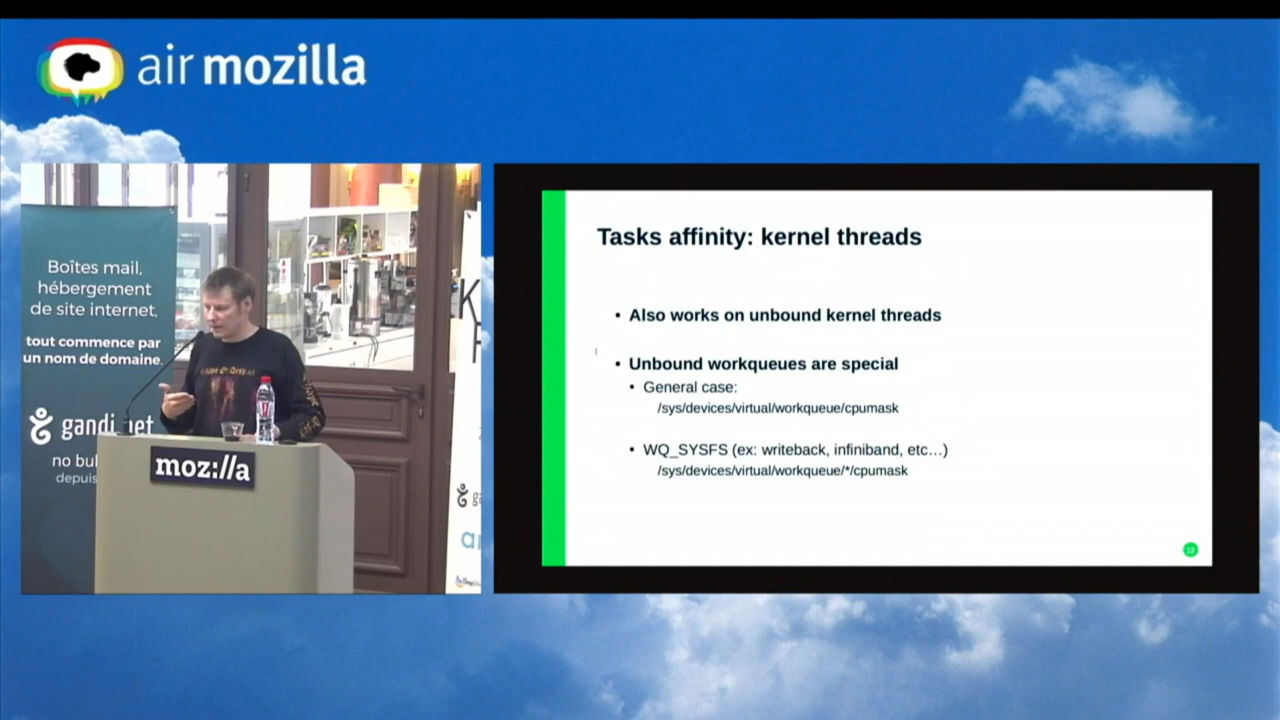 air mozilla
Boîtes mail,
hébergement
de site internet,
tout commence par
un nom de domaine.
gandi.net
no bul
depuis
moz://a
Tasks affinity: kernel threads
• Also works on unbound kernel threads
• Unbound workqueues are special
• General case:
/sys/devices/virtual/workqueue/cpumask
• WQ_SYSFS (ex: writeback, infiniband, etc…)
/sys/devices/virtual/workqueue/*/cpumask
12